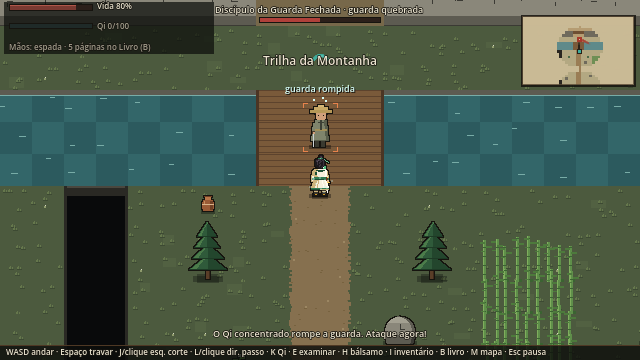 Vida 80%
Discípulo da Guarda Fechada · guarda quebrada
Qi 0/100
Mãos: espada · 5 páginas no Livro (B)
Trilha da Montanha
guarda rompida
O Qi concentrado rompe a guarda. Ataque agora!
WASD andar · Espaço travar · J/clique esq. corte · L/clique dir. passo · K Qi · E examinar · H bálsamo · I inventário · B livro · M mapa · Esc pausa